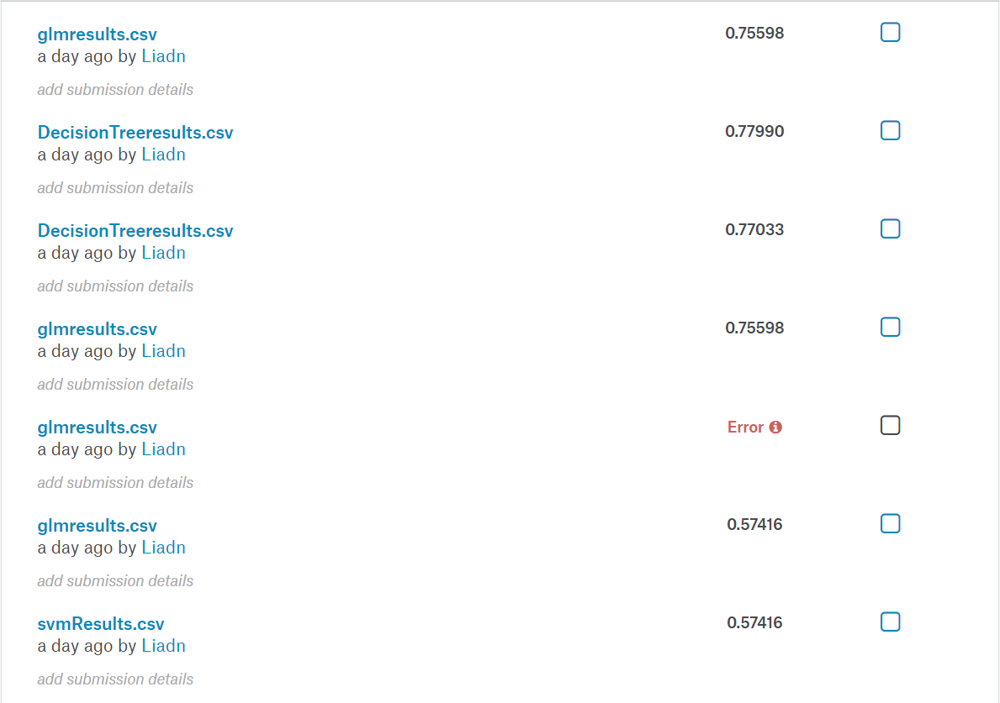 glmresults.csv 0.75598
a day ago by Liadn
add submission details
DecisionTreeresults.csv 0.77990
a day ago by Liadn
add submission details
DecisionTreeresults.csv 0.77033
a day ago by Liadn
add submission details
glmresults.csv 0.75598
a day ago by Liadn
add submission details
glmresults.csv Error
a day ago by Liadn
add submission details
glmresults.csv 0.57416
a day ago by Liadn
add submission details
svmResults.csv 0.57416
a day ago by Liadn
add submission details